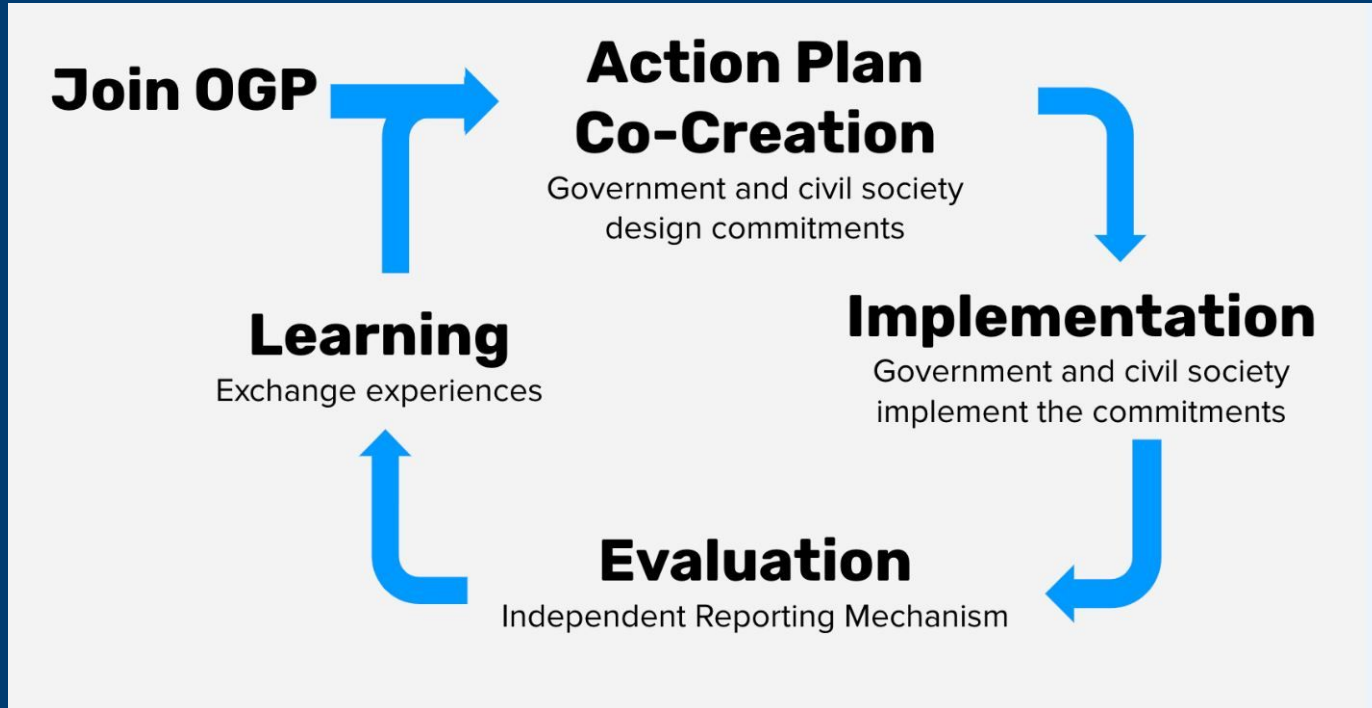 Join OGP
Action Plan
Co-Creation
Government and civil society
design commitments
Implementation
Government and civil society
implement the commitments
Evaluation
Independent Reporting Mechanism
Learning
Exchange experiences